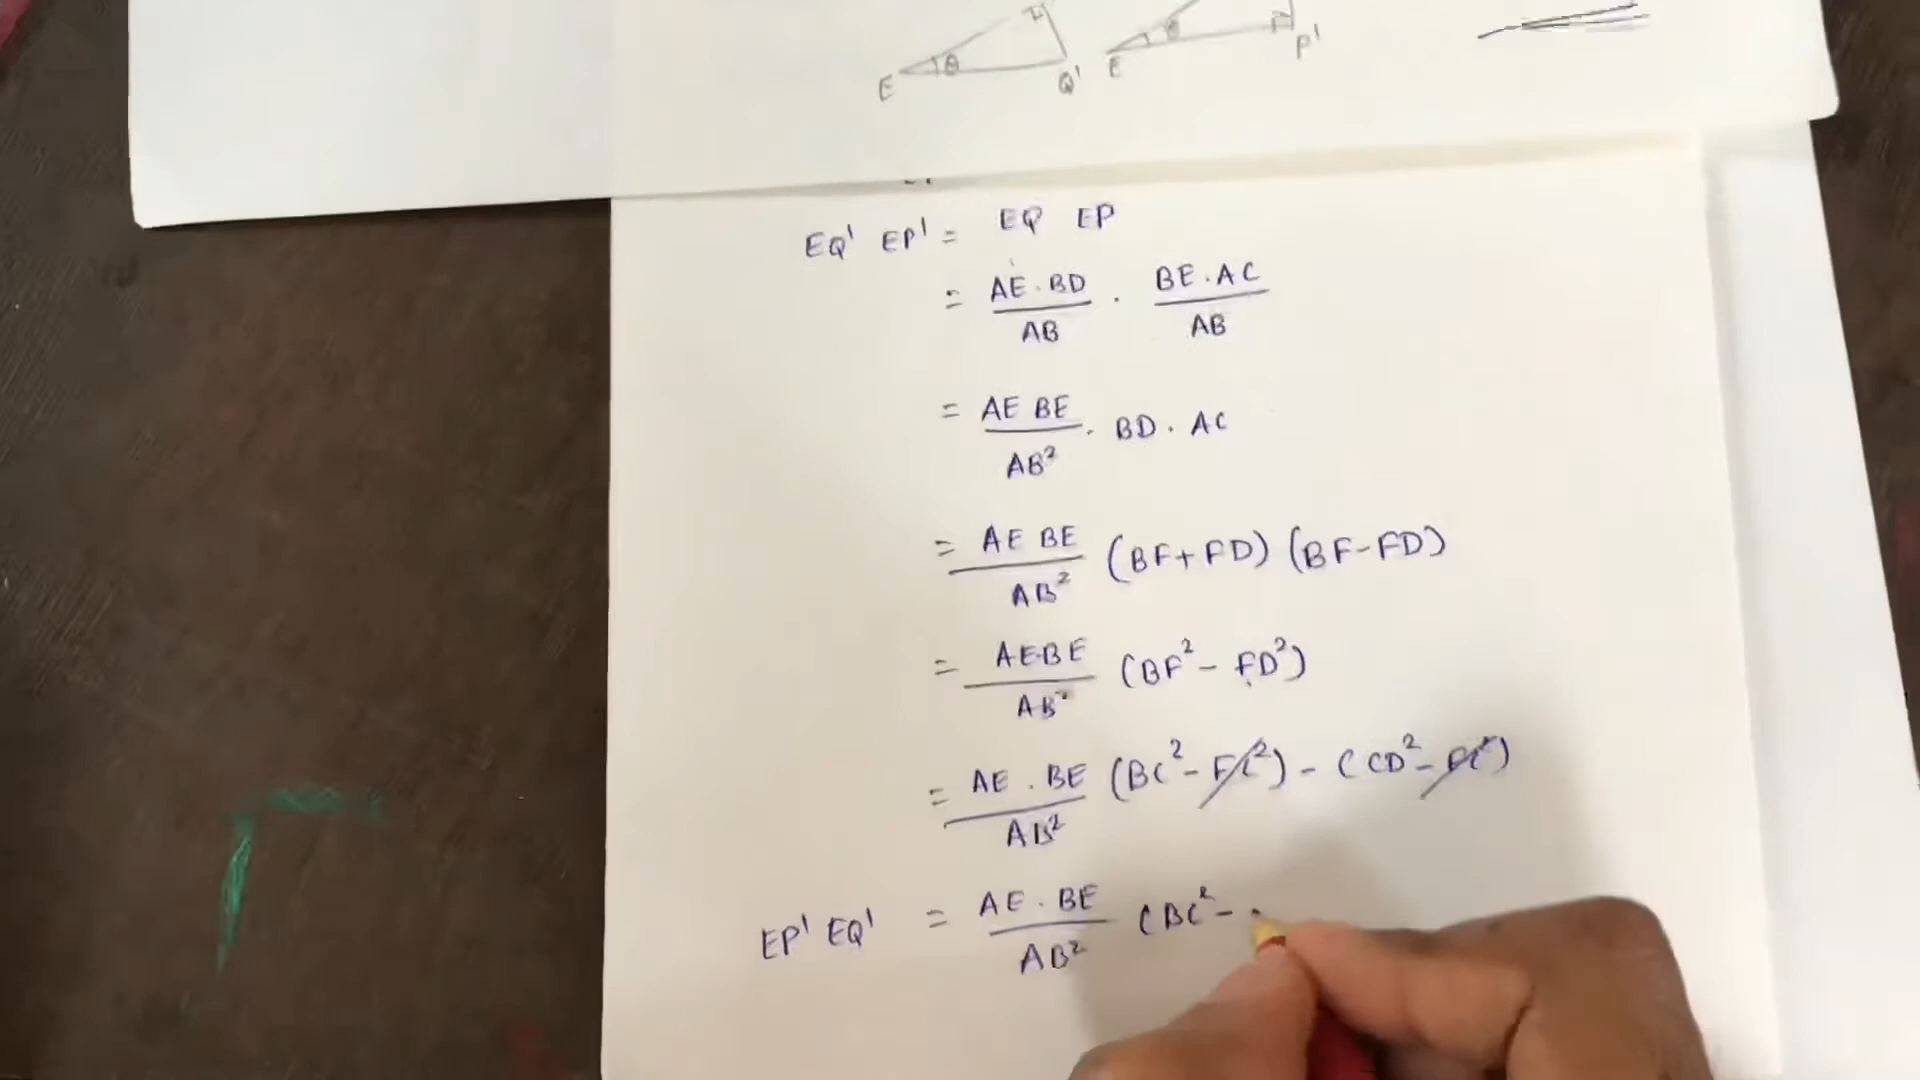 E θ Q' E θ P'
EQ' EP' = EQ EP
= AE . BD / AB . BE . AC / AB
= AE BE / AB² . BD . AC
= AE BE / AB² (BF + FD) (BF - FD)
= AE·BE / AB² (BF² - FD²)
= AE . BE / AB² (BC² - FC²) - (CD² - FC²)
EP' EQ' = AE . BE / AB² (BC² -